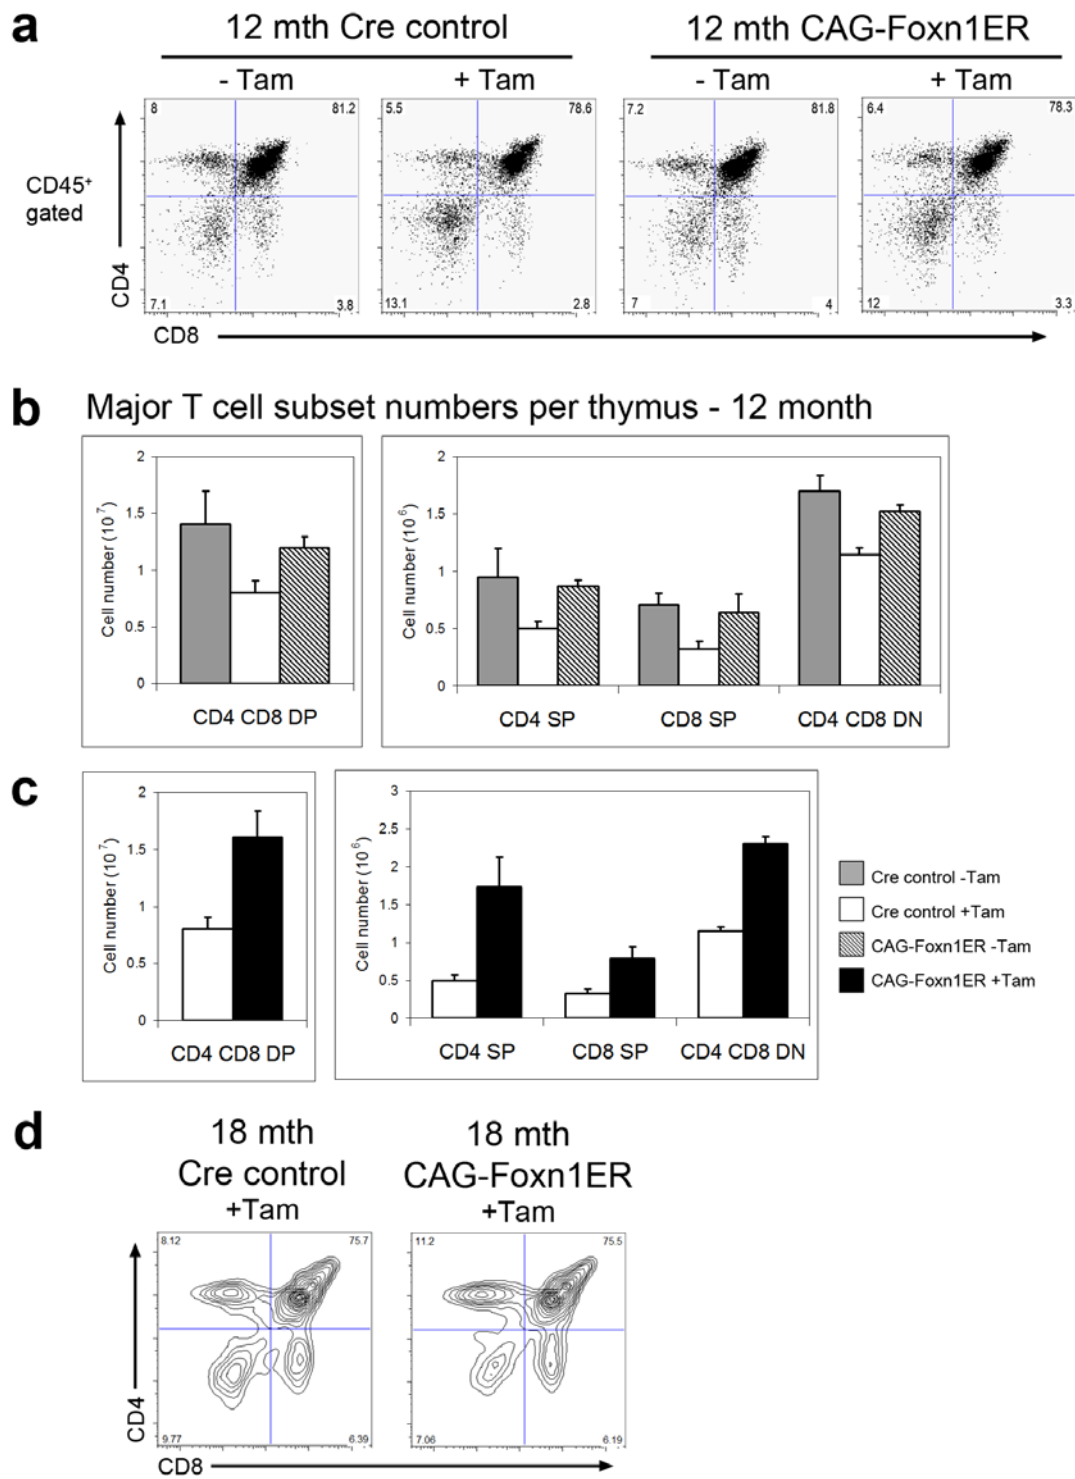 a
12 mth Cre control
12 mth CAG-Foxn1ER
- Tam
+ Tam
- Tam
+ Tam
8
81.2
5.5
78.6
7.2
81.8
6.4
78.3
CD45+
gated
CD4
7.1
3.8
13.1
2.8
7
4
12
3.3
CD8
b
Major T cell subset numbers per thymus - 12 month
2
1.5
1
0.5
0
Cell number (10^7)
CD4 CD8 DP
2
1.5
1
0.5
0
Cell number (10^6)
CD4 SP
CD8 SP
CD4 CD8 DN
c
2
1.5
1
0.5
0
Cell number (10^7)
CD4 CD8 DP
3
2.5
2
1.5
1
0.5
0
Cell number (10^6)
CD4 SP
CD8 SP
CD4 CD8 DN
Cre control -Tam
Cre control +Tam
CAG-Foxn1ER -Tam
CAG-Foxn1ER +Tam
d
18 mth
Cre control
+Tam
18 mth
CAG-Foxn1ER
+Tam
8.12
75.7
11.2
75.5
CD4
9.77
6.39
7.06
6.19
CD8